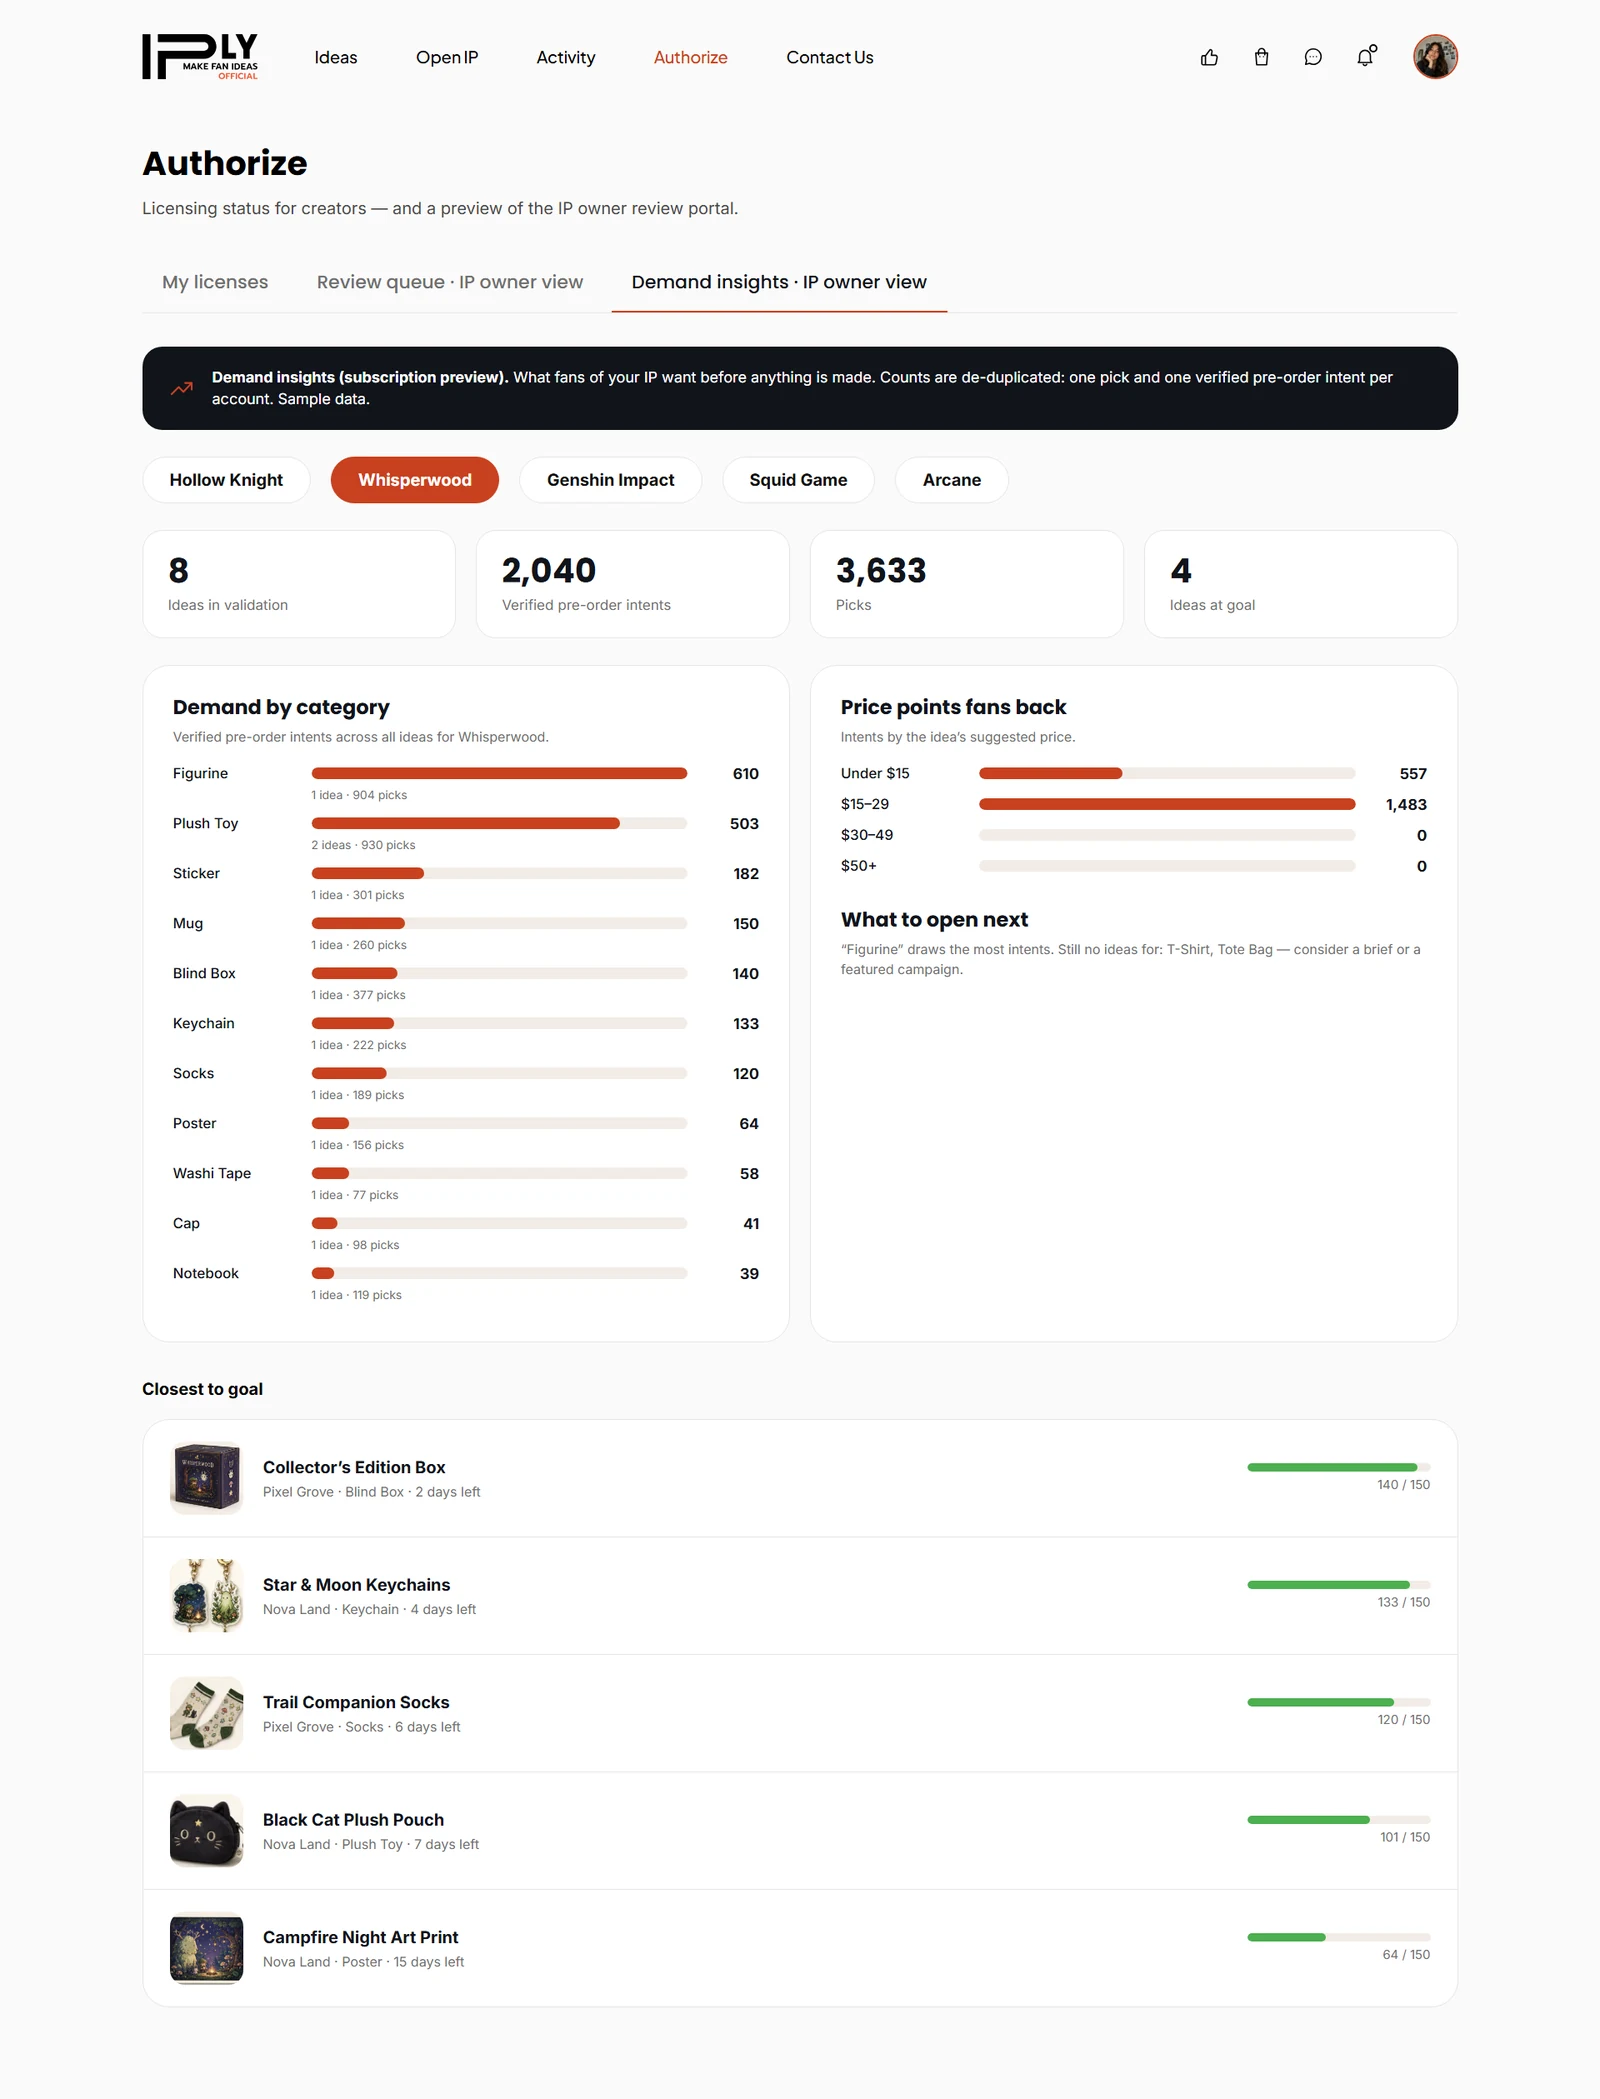 IPLY
MAKE FAN IDEAS
OFFICIAL
Ideas
Open IP
Activity
Authorize
Contact Us
Authorize
Licensing status for creators — and a preview of the IP owner review portal.
My licenses
Review queue · IP owner view
Demand insights · IP owner view
Demand insights (subscription preview). What fans of your IP want before anything is made. Counts are de-duplicated: one pick and one verified pre-order intent per
account. Sample data.
Hollow Knight
Whisperwood
Genshin Impact
Squid Game
Arcane
8
Ideas in validation
2,040
Verified pre-order intents
3,633
Picks
4
Ideas at goal
Demand by category
Verified pre-order intents across all ideas for Whisperwood.
Figurine 610
1 idea · 904 picks
Plush Toy 503
2 ideas · 930 picks
Sticker 182
1 idea · 301 picks
Mug 150
1 idea · 260 picks
Blind Box 140
1 idea · 377 picks
Keychain 133
1 idea · 222 picks
Socks 120
1 idea · 189 picks
Poster 64
1 idea · 156 picks
Washi Tape 58
1 idea · 77 picks
Cap 41
1 idea · 98 picks
Notebook 39
1 idea · 119 picks
Price points fans back
Intents by the idea’s suggested price.
Under $15 557
$15–29 1,483
$30–49 0
$50+ 0
What to open next
“Figurine” draws the most intents. Still no ideas for: T-Shirt, Tote Bag — consider a brief or a
featured campaign.
Closest to goal
WHISPERWOOD
Collector’s Edition Box
Pixel Grove · Blind Box · 2 days left
140 / 150
Star & Moon Keychains
Nova Land · Keychain · 4 days left
133 / 150
Trail Companion Socks
Pixel Grove · Socks · 6 days left
120 / 150
Black Cat Plush Pouch
Nova Land · Plush Toy · 7 days left
101 / 150
Campfire Night Art Print
Nova Land · Poster · 15 days left
64 / 150